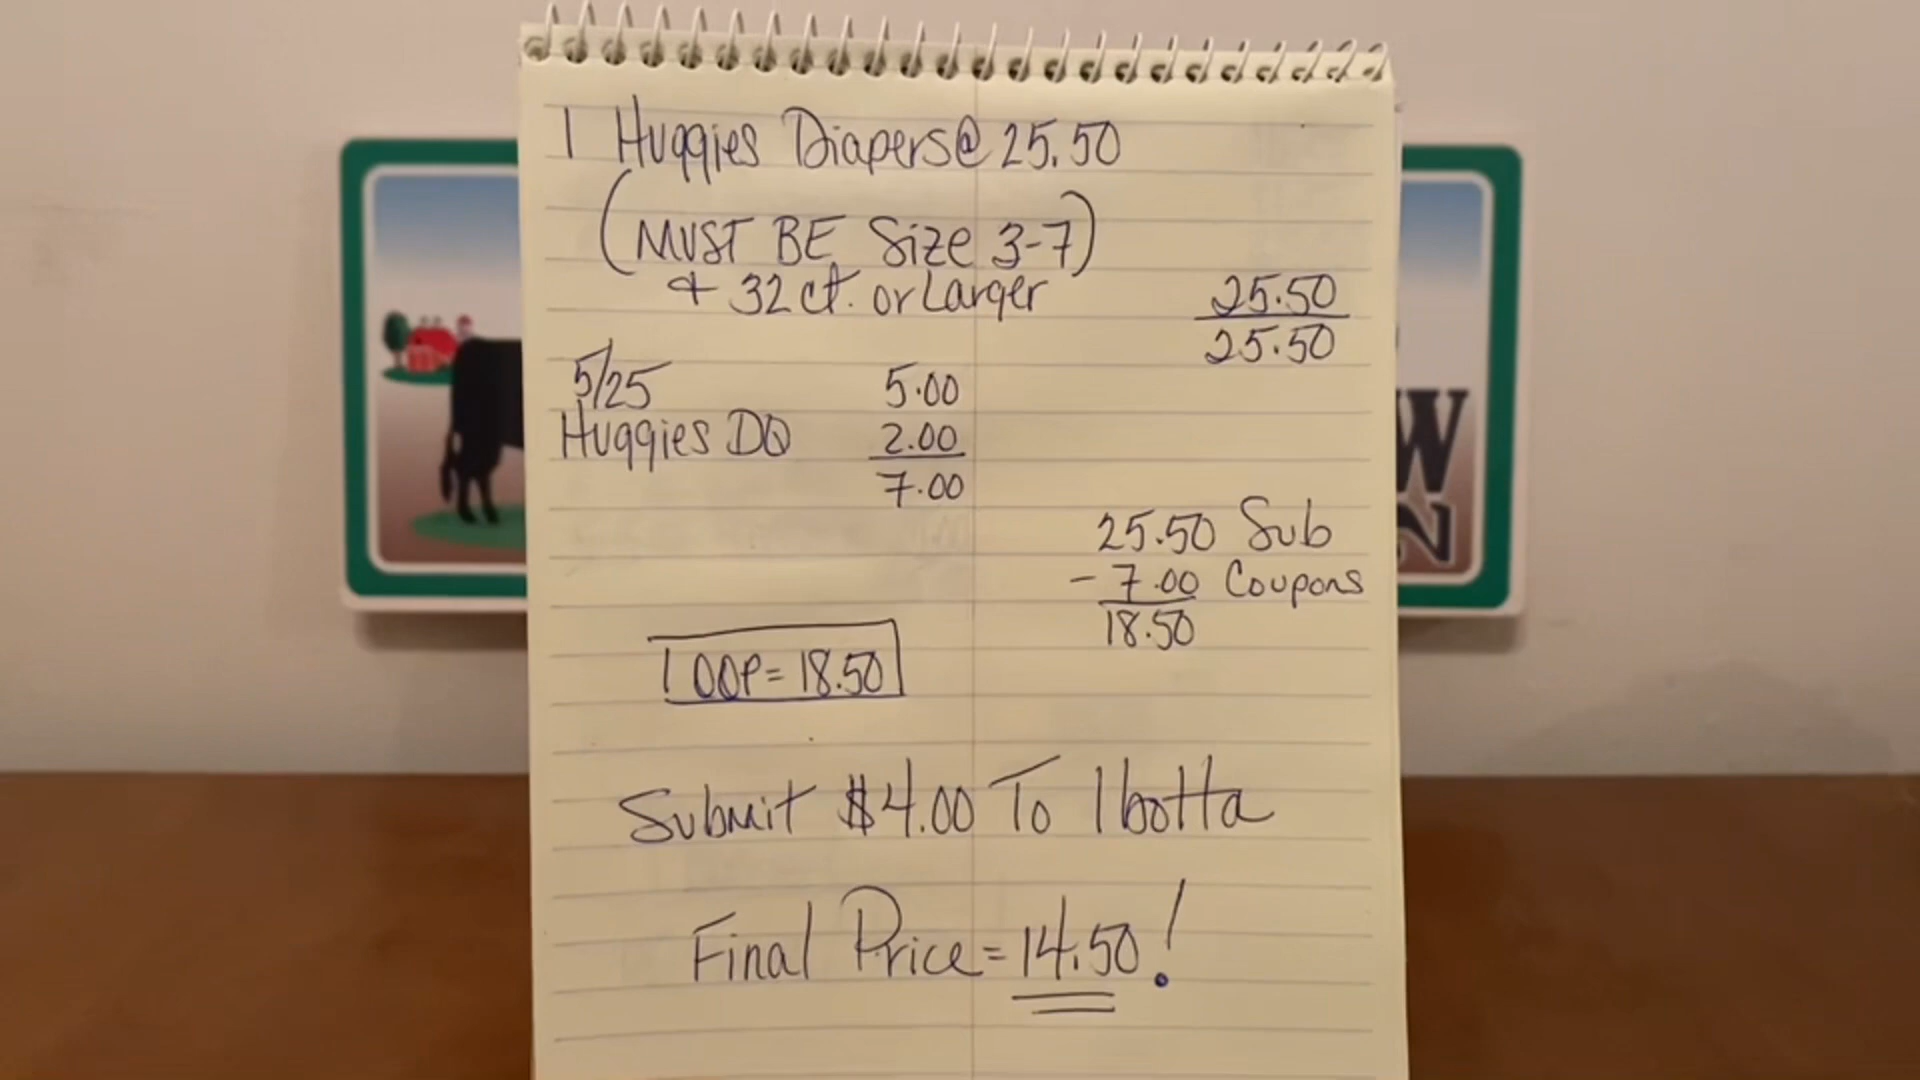 1 Huggies Diapers@ 25.50
(MUST BE Size 3-7)
+ 32 ct. or Larger
25.50
25.50
5/25 5.00
Huggies DQ 2.00
7.00
25.50 Sub
- 7.00 Coupons
18.50
OOP= 18.50
Submit $4.00 To Ibotta
Final Price = 14.50!